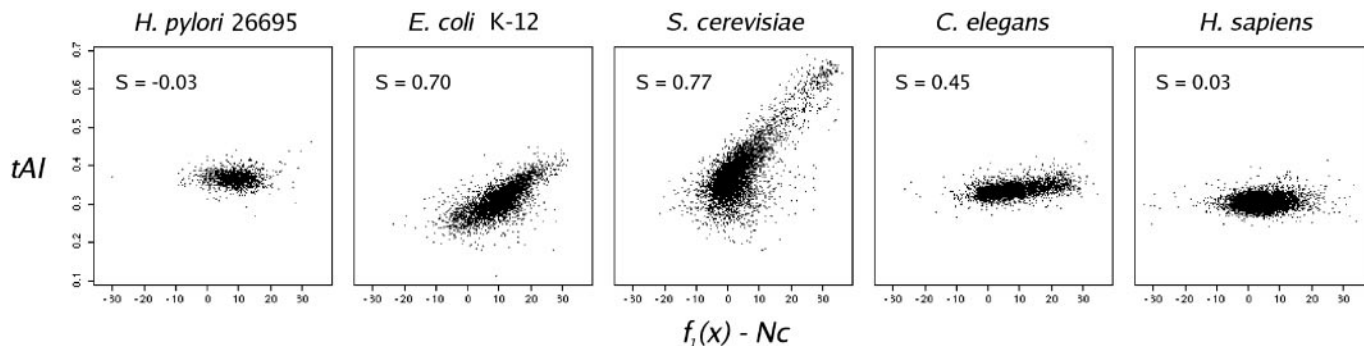 H. pylori 26695 E. coli K-12 S. cerevisiae C. elegans H. sapiens
0.7
S = -0.03 S = 0.70 S = 0.77 S = 0.45 S = 0.03
0.6
0.5
tAI 0.4
0.3
0.2
0.1
-30 -20 -10 0 10 20 30 -30 -20 -10 0 10 20 30 -30 -20 -10 0 10 20 30 -30 -20 -10 0 10 20 30 -30 -20 -10 0 10 20 30
f₁(x) - Nc